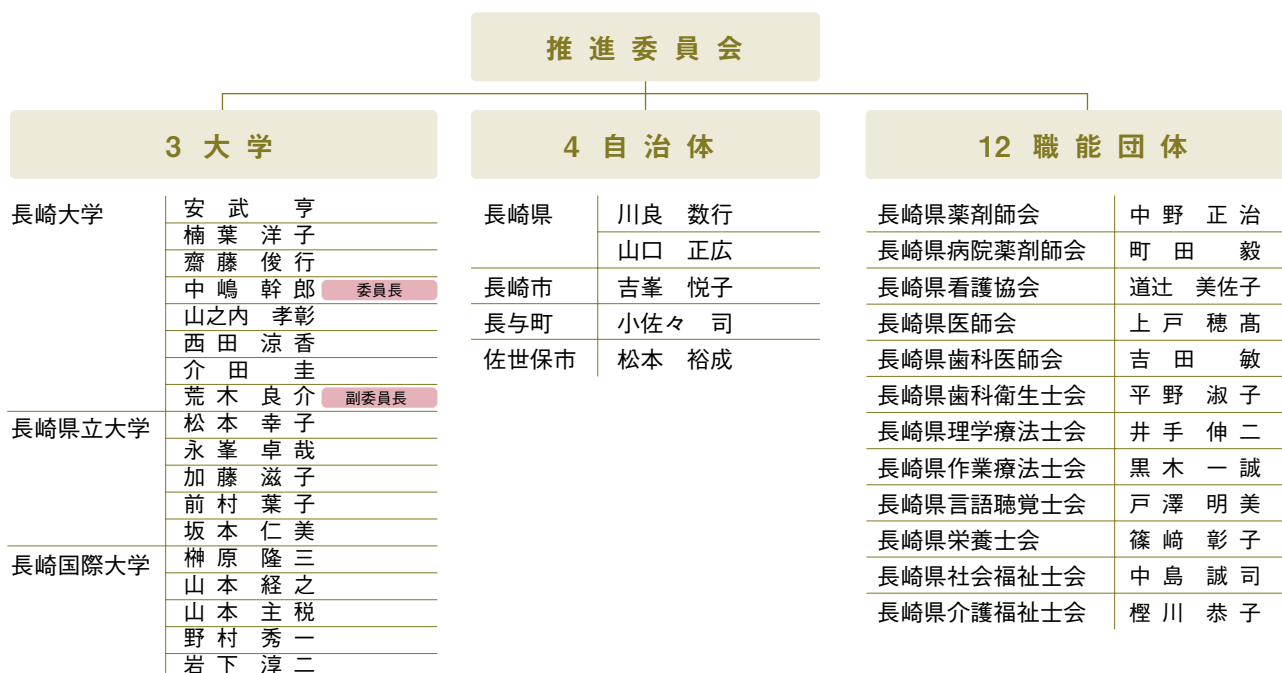 推進委員会
3 大学
長崎大学 安武 亨
楠葉 洋子
齋藤 俊行
中嶋 幹郎 委員長
山之内 孝彰
西田 涼香
介田 圭
荒木 良介 副委員長
長崎県立大学 松本 幸子
永峯 卓哉
加藤 滋子
前村 葉子
坂本 仁美
長崎国際大学 榊原 隆三
山本 経之
山本 主税
野村 秀一
岩下 淳二
4 自治体
長崎県 川良 数行
山口 正広
長崎市 吉峯 悦子
長与町 小佐々 司
佐世保市 松本 裕成
12 職能団体
長崎県薬剤師会 中野 正治
長崎県病院薬剤師会 町田 毅
長崎県看護協会 道辻 美佐子
長崎県医師会 上戸 穂髙
長崎県歯科医師会 吉田 敏
長崎県歯科衛生士会 平野 淑子
長崎県理学療法士会 井手 伸二
長崎県作業療法士会 黒木 一誠
長崎県言語聴覚士会 戸澤 明美
長崎県栄養士会 篠﨑 彰子
長崎県社会福祉士会 中島 誠司
長崎県介護福祉士会 樫川 恭子